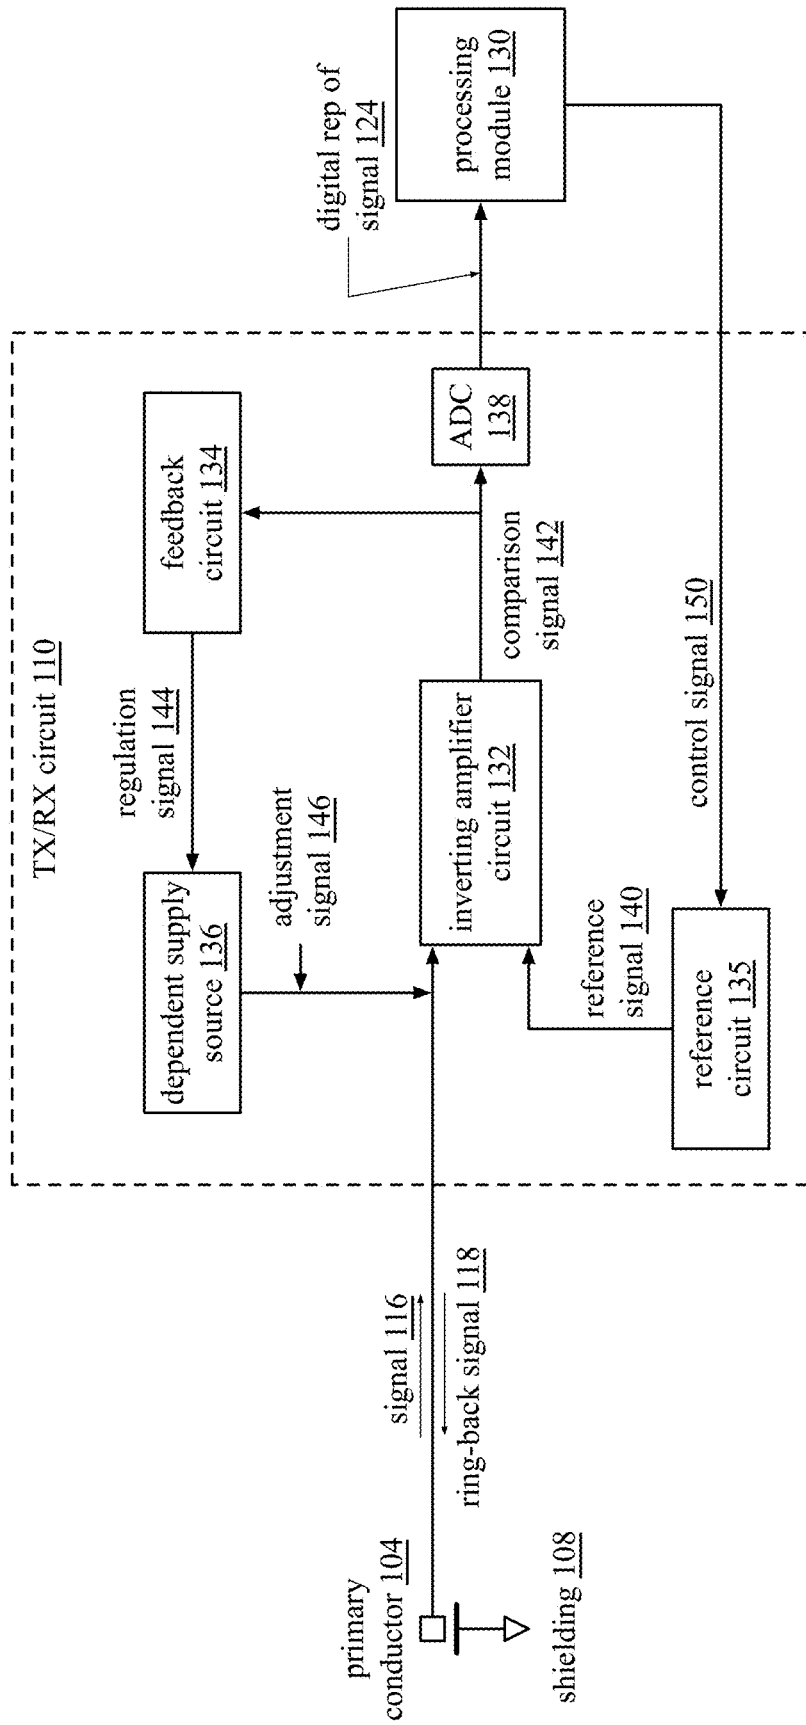 TX/RX circuit 110
primary
conductor 104
shielding 108
signal 116
ring-back signal 118
dependent supply
source 136
adjustment
signal 146
regulation
signal 144
feedback
circuit 134
inverting amplifier
circuit 132
comparison
signal 142
ADC
138
reference
circuit 135
reference
signal 140
control signal 150
digital rep of
signal 124
processing
module 130